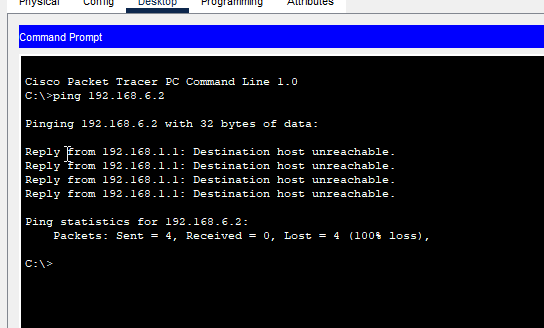 Physical Config Desktop Programming Attributes
Command Prompt
Cisco Packet Tracer PC Command Line 1.0
C:\>ping 192.168.6.2
Pinging 192.168.6.2 with 32 bytes of data:
Reply from 192.168.1.1: Destination host unreachable.
Reply from 192.168.1.1: Destination host unreachable.
Reply from 192.168.1.1: Destination host unreachable.
Reply from 192.168.1.1: Destination host unreachable.
Ping statistics for 192.168.6.2:
Packets: Sent = 4, Received = 0, Lost = 4 (100% loss),
C:\>